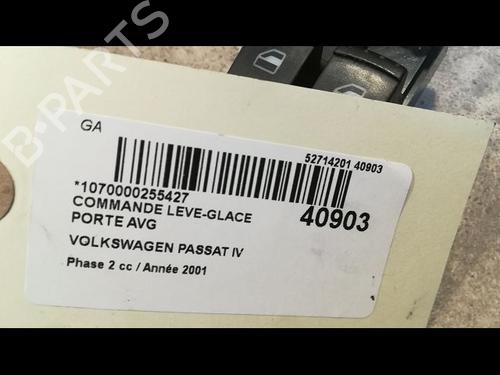 B-PARTS
GA
52714201 40903
*1070000255427
COMMANDE LEVE-GLACE
PORTE AVG
40903
VOLKSWAGEN PASSAT IV
Phase 2 cc / Année 2001